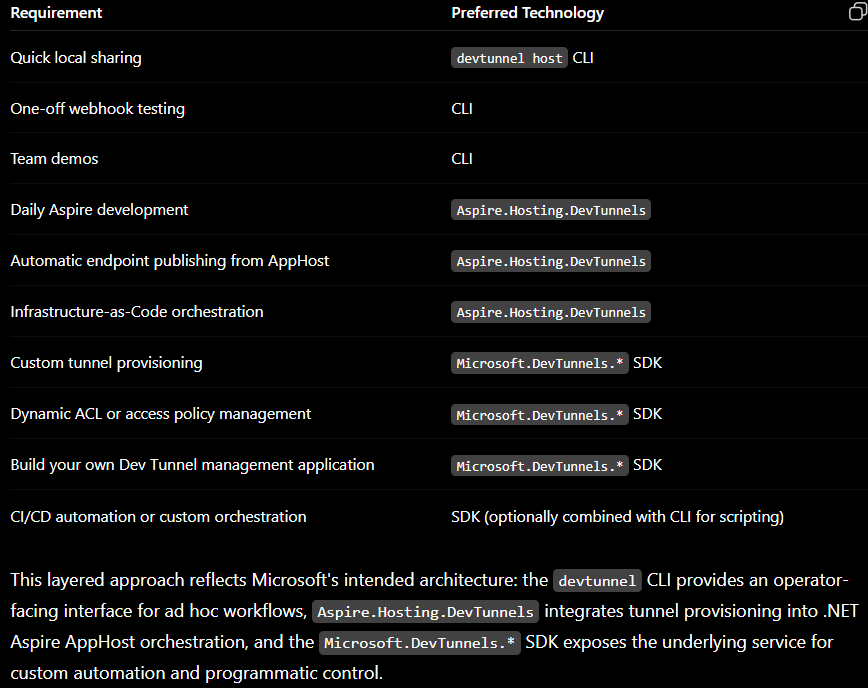 Requirement Preferred Technology
Quick local sharing devtunnel host CLI
One-off webhook testing CLI
Team demos CLI
Daily Aspire development Aspire.Hosting.DevTunnels
Automatic endpoint publishing from AppHost Aspire.Hosting.DevTunnels
Infrastructure-as-Code orchestration Aspire.Hosting.DevTunnels
Custom tunnel provisioning Microsoft.DevTunnels.* SDK
Dynamic ACL or access policy management Microsoft.DevTunnels.* SDK
Build your own Dev Tunnel management application Microsoft.DevTunnels.* SDK
CI/CD automation or custom orchestration SDK (optionally combined with CLI for scripting)
This layered approach reflects Microsoft's intended architecture: the devtunnel CLI provides an operator-
facing interface for ad hoc workflows, Aspire.Hosting.DevTunnels integrates tunnel provisioning into .NET
Aspire AppHost orchestration, and the Microsoft.DevTunnels.* SDK exposes the underlying service for
custom automation and programmatic control.